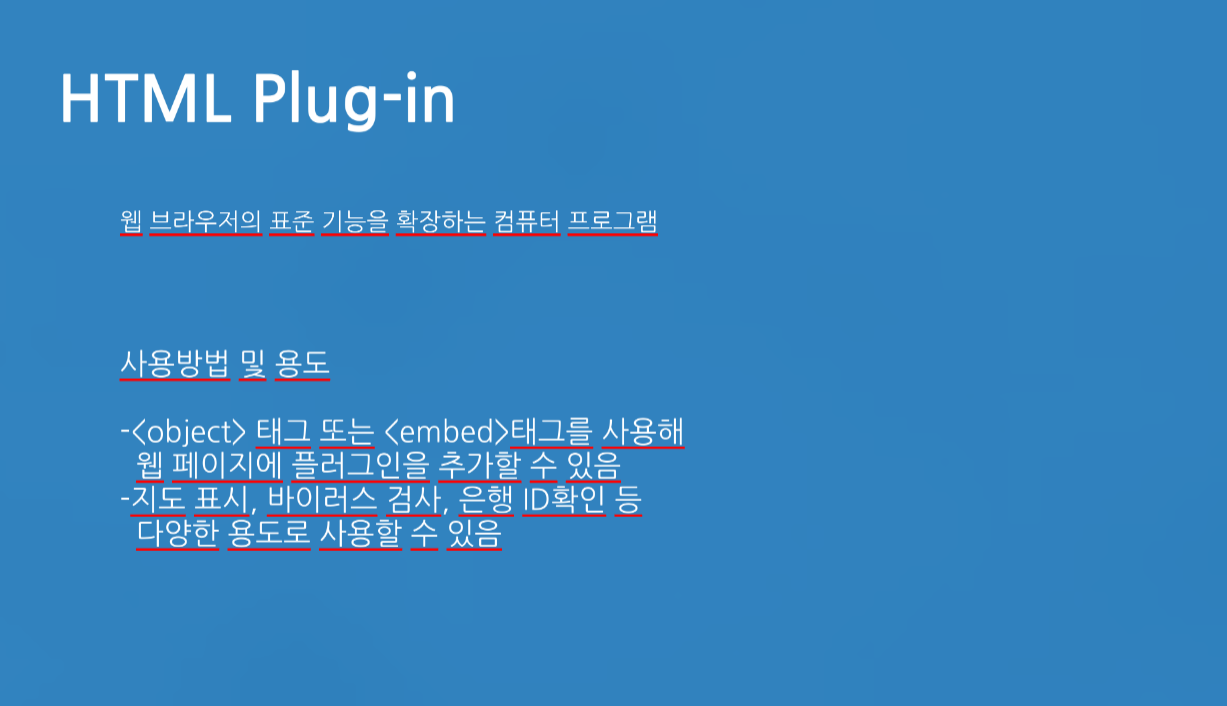 HTML Plug-in
웹 브라우저의 표준 기능을 확장하는 컴퓨터 프로그램
사용방법 및 용도
-<object> 태그 또는 <embed>태그를 사용해
웹 페이지에 플러그인을 추가할 수 있음
-지도 표시, 바이러스 검사, 은행 ID확인 등
다양한 용도로 사용할 수 있음